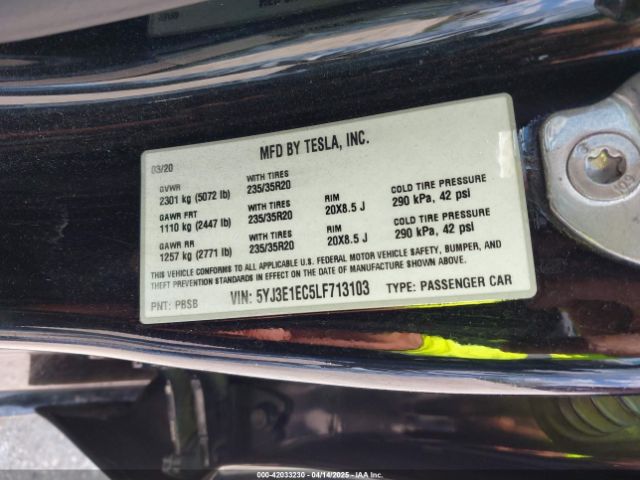 MFD BY TESLA, INC.
03/20
GVWR WITH TIRES
2301 kg (5072 lb) 235/35R20
GAWR FRT WITH TIRES RIM COLD TIRE PRESSURE
1110 kg (2447 lb) 235/35R20 20X8.5 J 290 kPa, 42 psi
GAWR RR WITH TIRES RIM COLD TIRE PRESSURE
1257 kg (2771 lb) 235/35R20 20X8.5 J 290 kPa, 42 psi
THIS VEHICLE CONFORMS TO ALL APPLICABLE U.S. FEDERAL MOTOR VEHICLE SAFETY, BUMPER, AND
THEFT PREVENTION STANDARDS IN EFFECT ON THE DATE OF MANUFACTURE SHOWN ABOVE.
PNT: PBSB VIN: 5YJ3E1EC5LF713103 TYPE: PASSENGER CAR
000-42033230 - 04/14/2025 - IAAI.COM